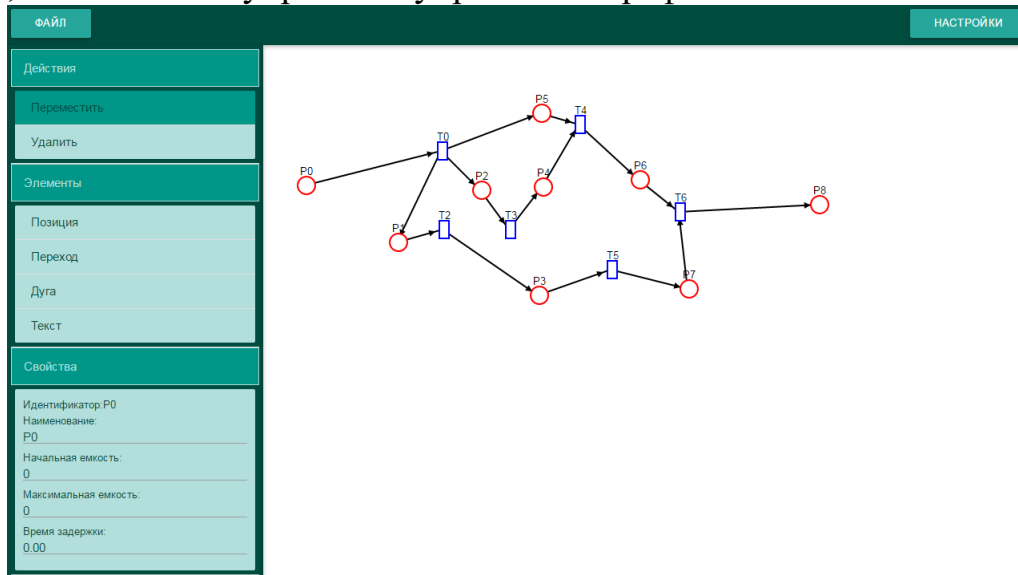 ФАЙЛ
НАСТРОЙКИ
Действия
Переместить
Удалить
Элементы
Позиция
Переход
Дуга
Текст
Свойства
Идентификатор:P0
Наименование:
P0
Начальная емкость:
0
Максимальная емкость:
0
Время задержки:
0.00
P5
T4
T0
P0
P2
P4
P6
T6
P8
P1
T2
T3
T5
P3
P7